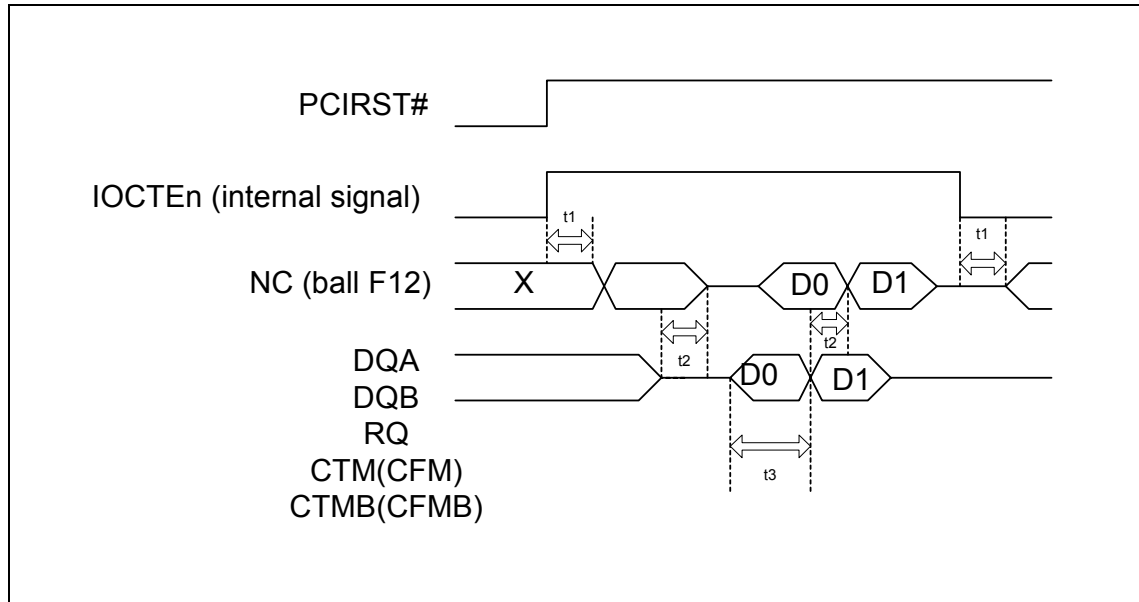 PCIRST#
IOCTEn (internal signal)
t1
t1
NC (ball F12)
X
D0
D1
t2
t2
DQA
D0
D1
DQB
RQ
CTM(CFM)
t3
CTMB(CFMB)